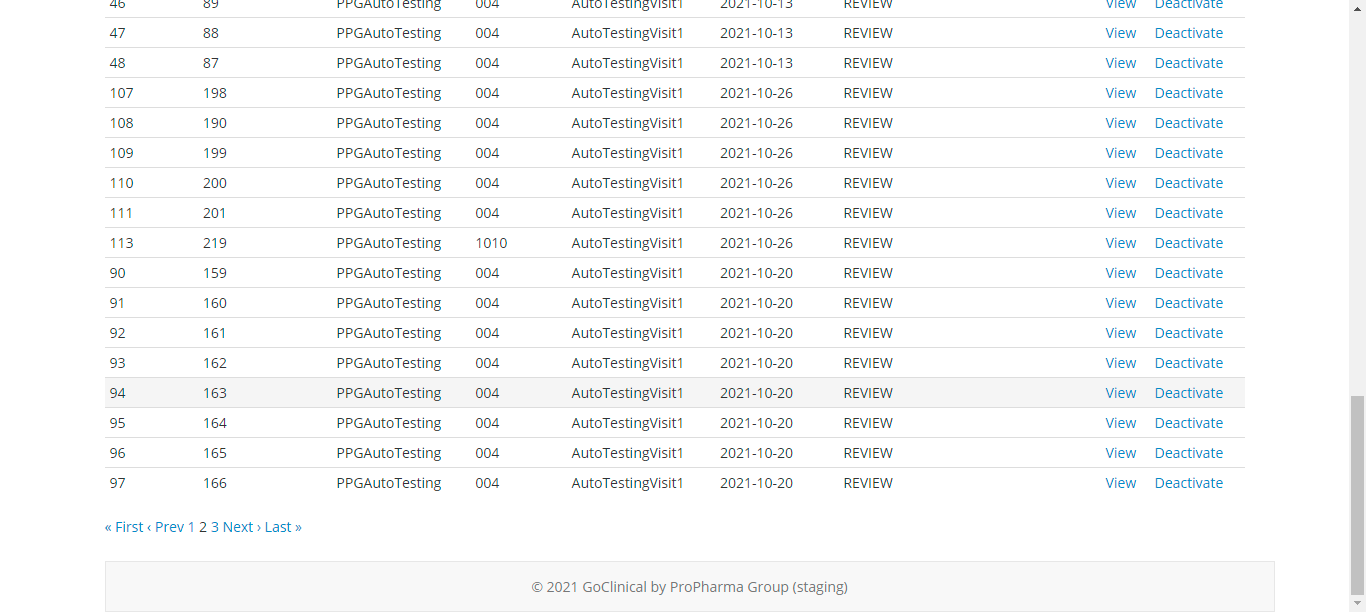 46 89 PPGAutoTesting 004 AutoTestingVisit1 2021-10-13 REVIEW View Deactivate
47 88 PPGAutoTesting 004 AutoTestingVisit1 2021-10-13 REVIEW View Deactivate
48 87 PPGAutoTesting 004 AutoTestingVisit1 2021-10-13 REVIEW View Deactivate
107 198 PPGAutoTesting 004 AutoTestingVisit1 2021-10-26 REVIEW View Deactivate
108 190 PPGAutoTesting 004 AutoTestingVisit1 2021-10-26 REVIEW View Deactivate
109 199 PPGAutoTesting 004 AutoTestingVisit1 2021-10-26 REVIEW View Deactivate
110 200 PPGAutoTesting 004 AutoTestingVisit1 2021-10-26 REVIEW View Deactivate
111 201 PPGAutoTesting 004 AutoTestingVisit1 2021-10-26 REVIEW View Deactivate
113 219 PPGAutoTesting 1010 AutoTestingVisit1 2021-10-26 REVIEW View Deactivate
90 159 PPGAutoTesting 004 AutoTestingVisit1 2021-10-20 REVIEW View Deactivate
91 160 PPGAutoTesting 004 AutoTestingVisit1 2021-10-20 REVIEW View Deactivate
92 161 PPGAutoTesting 004 AutoTestingVisit1 2021-10-20 REVIEW View Deactivate
93 162 PPGAutoTesting 004 AutoTestingVisit1 2021-10-20 REVIEW View Deactivate
94 163 PPGAutoTesting 004 AutoTestingVisit1 2021-10-20 REVIEW View Deactivate
95 164 PPGAutoTesting 004 AutoTestingVisit1 2021-10-20 REVIEW View Deactivate
96 165 PPGAutoTesting 004 AutoTestingVisit1 2021-10-20 REVIEW View Deactivate
97 166 PPGAutoTesting 004 AutoTestingVisit1 2021-10-20 REVIEW View Deactivate
« First ‹ Prev 1 2 3 Next › Last »
© 2021 GoClinical by ProPharma Group (staging)